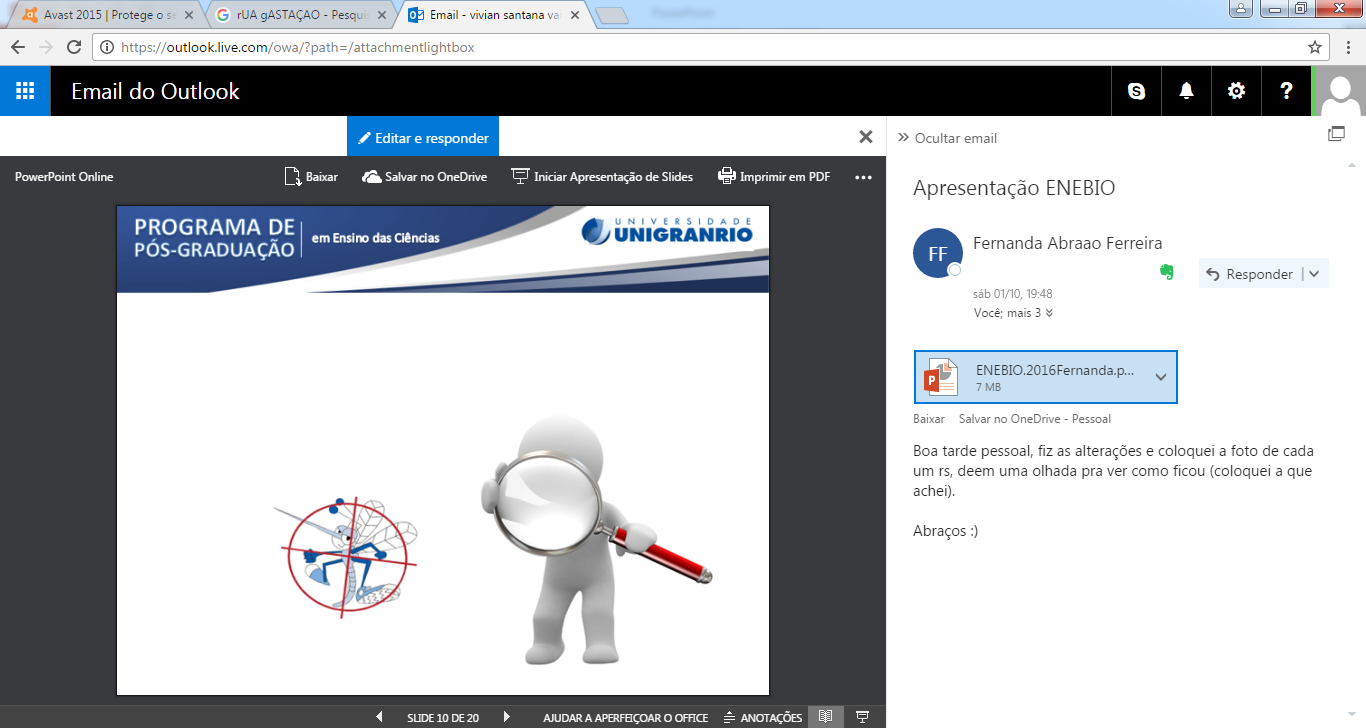 Avast 2015 | Protege o se
rUA gASTAÇAO - Pesquis
Email - vivian santana va
https://outlook.live.com/owa/?path=/attachmentlightbox
Email do Outlook
Editar e responder
Ocultar email
PowerPoint Online
Baixar
Salvar no OneDrive
Iniciar Apresentação de Slides
Imprimir em PDF
PROGRAMA DE
PÓS-GRADUAÇÃO
em Ensino das Ciências
UNIVERSIDADE
UNIGRANRIO
SLIDE 10 DE 20
AJUDAR A APERFEIÇOAR O OFFICE
ANOTAÇÕES
Apresentação ENEBIO
FF
Fernanda Abraao Ferreira
Responder
sáb 01/10, 19:48
Você; mais 3
ENEBIO.2016Fernanda.p...
7 MB
Baixar Salvar no OneDrive - Pessoal
Boa tarde pessoal, fiz as alterações e coloquei a foto de cada
um rs, deem uma olhada pra ver como ficou (coloquei a que
achei).
Abraços :)